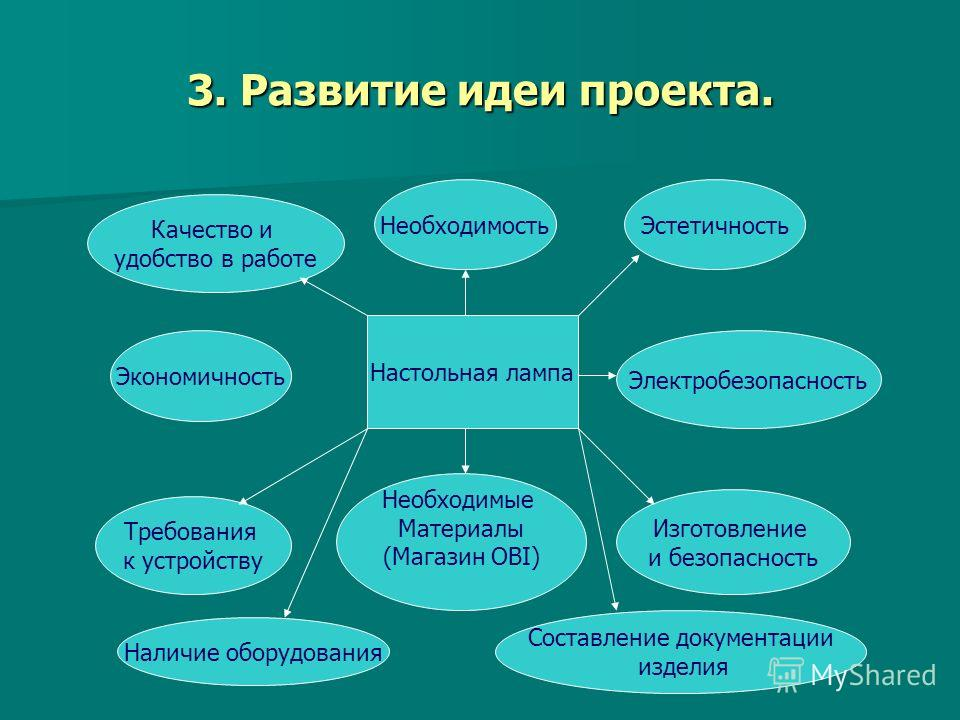 3. Развитие идеи проекта.
Качество и
удобство в работе
Необходимость
Эстетичность
Экономичность
Настольная лампа
Электробезопасность
Требования
к устройству
Необходимые
Материалы
(Магазин OBI)
Изготовление
и безопасность
Наличие оборудования
Составление документации
изделия
MyShared